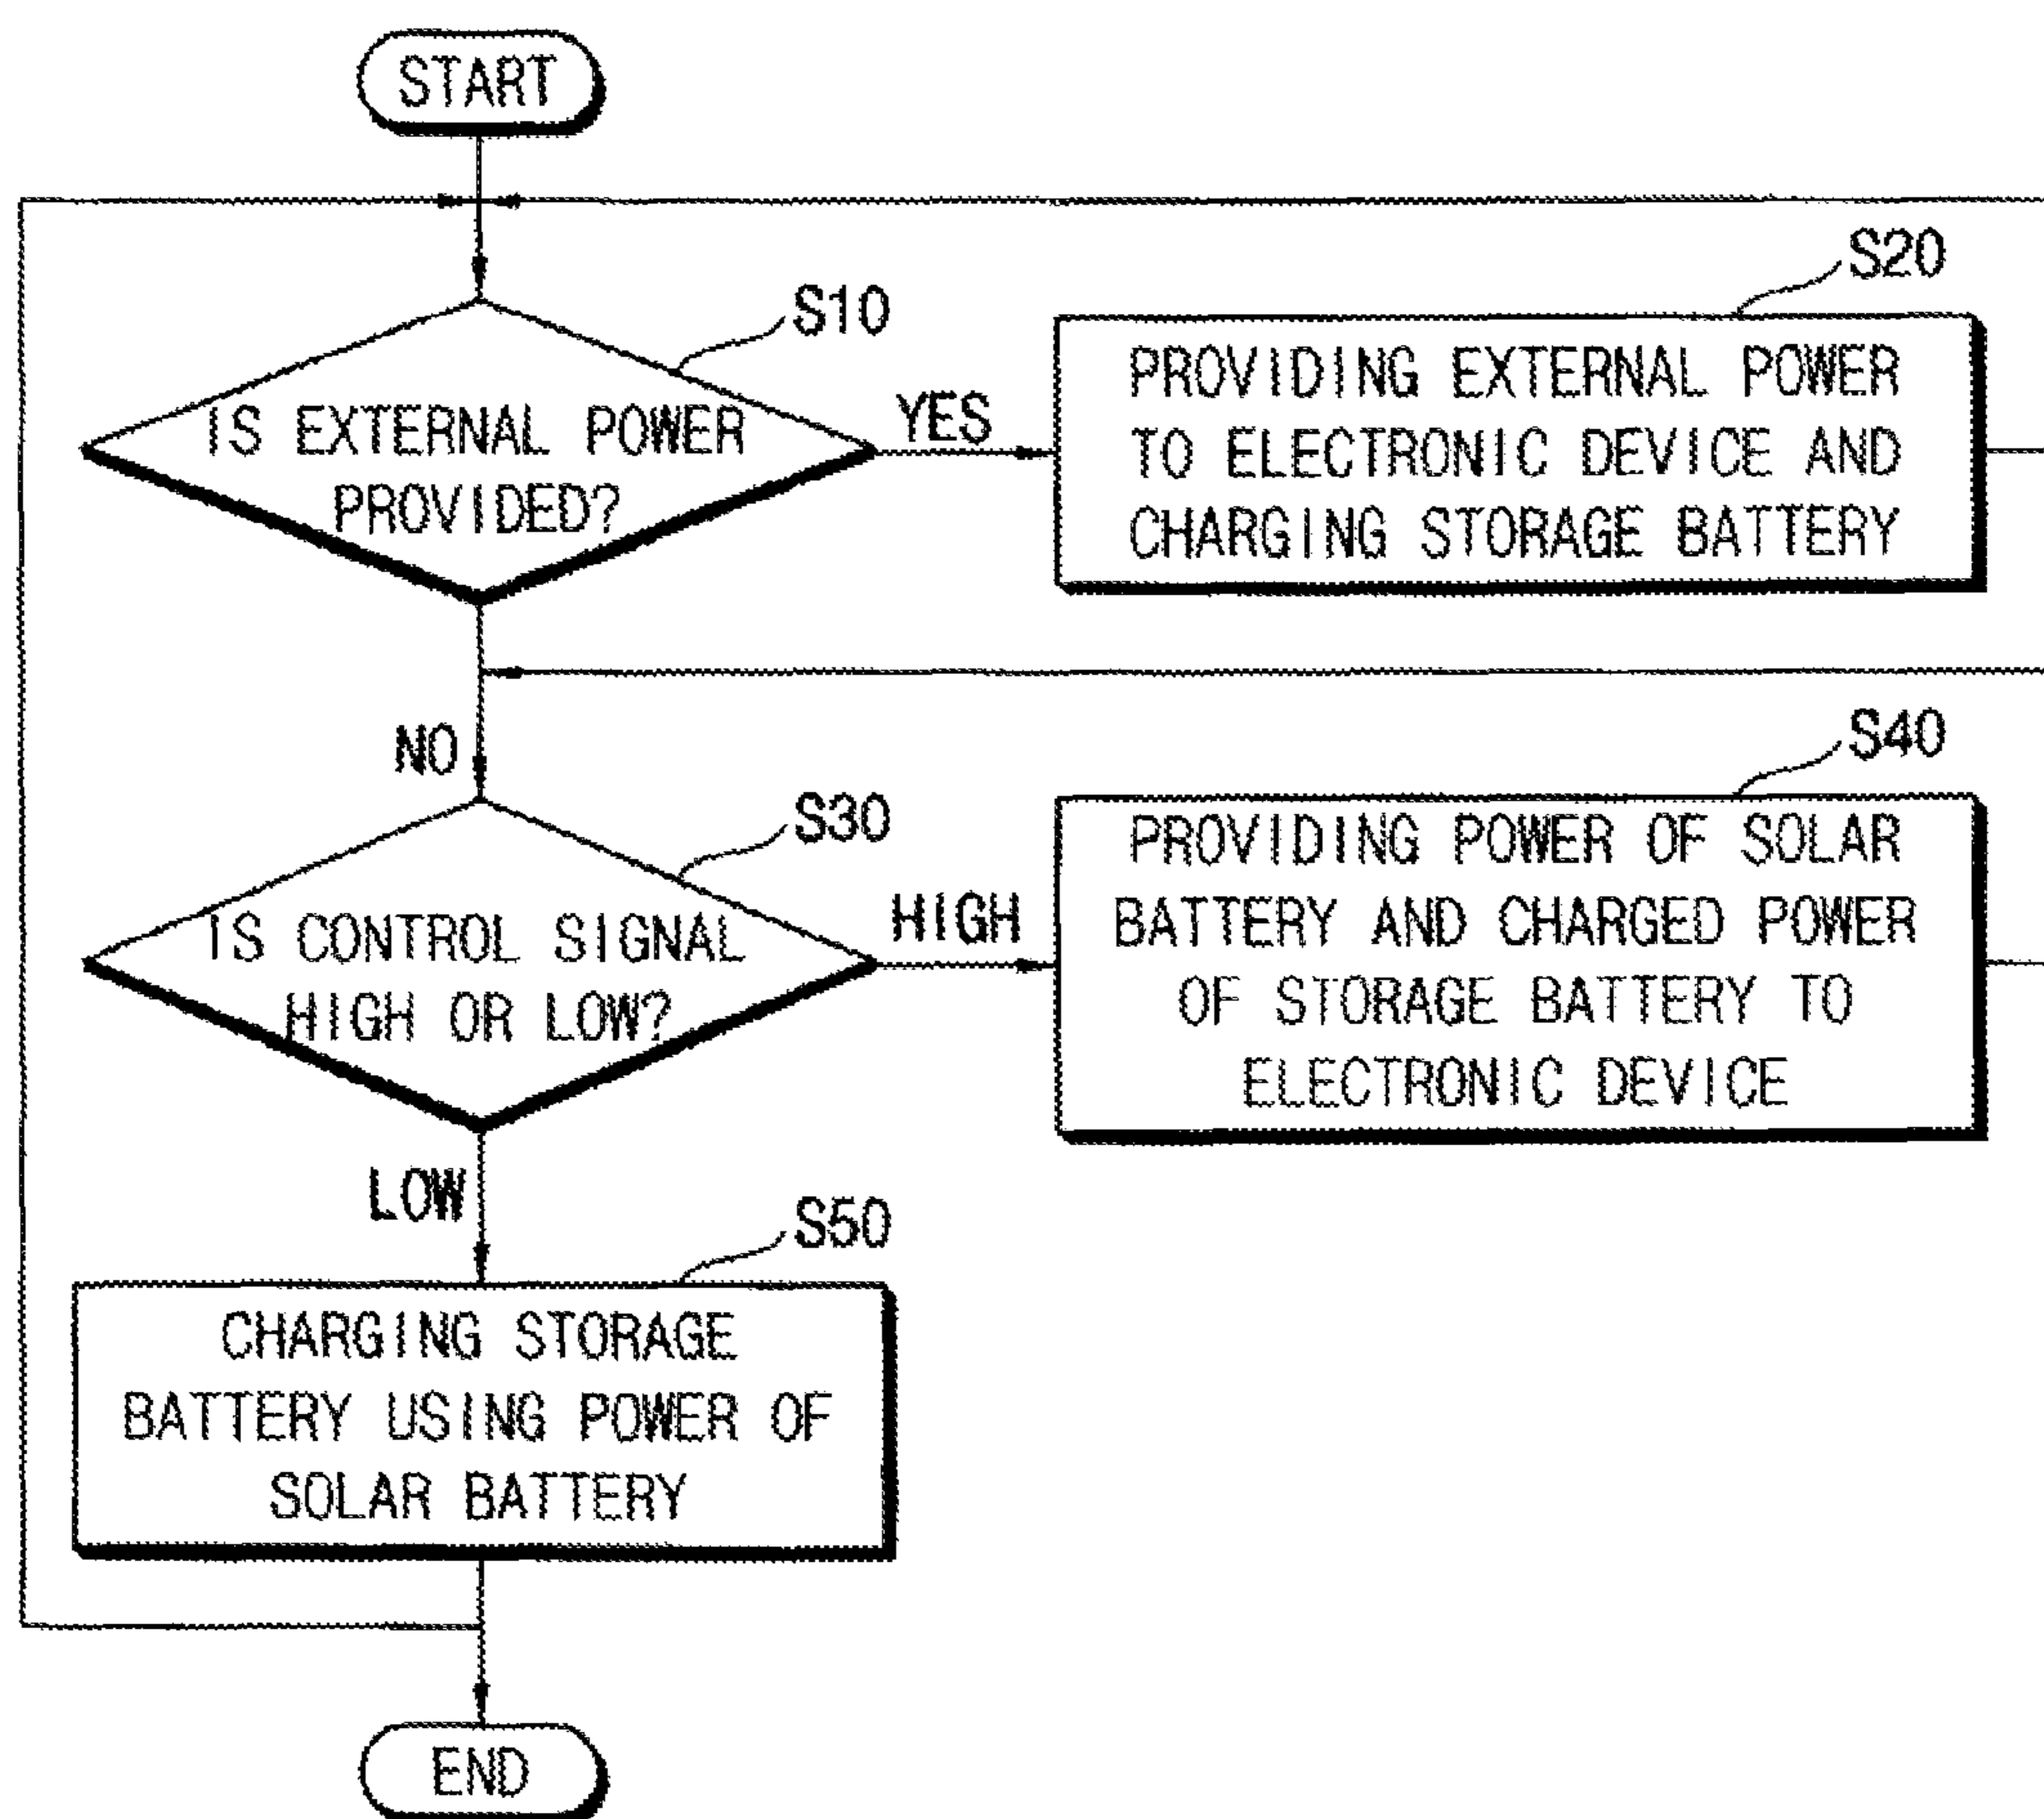 START
S10
IS EXTERNAL POWER
PROVIDED?
YES
S20
PROVIDING EXTERNAL POWER
TO ELECTRONIC DEVICE AND
CHARGING STORAGE BATTERY
NO
S30
IS CONTROL SIGNAL
HIGH OR LOW?
HIGH
S40
PROVIDING POWER OF SOLAR
BATTERY AND CHARGED POWER
OF STORAGE BATTERY TO
ELECTRONIC DEVICE
LOW
S50
CHARGING STORAGE
BATTERY USING POWER OF
SOLAR BATTERY
END